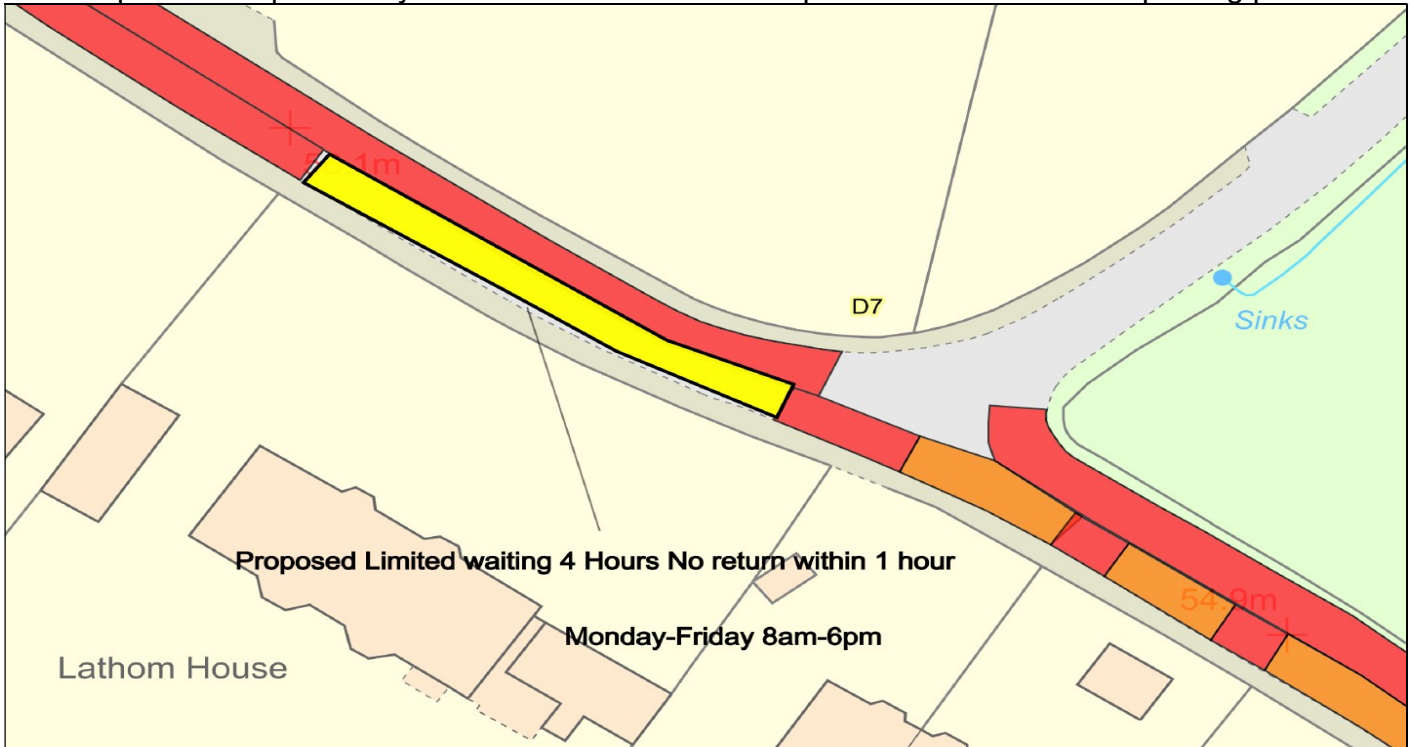 D7
Sinks
Proposed Limited waiting 4 Hours No return within 1 hour
54.9m
Monday-Friday 8am-6pm
Lathom House